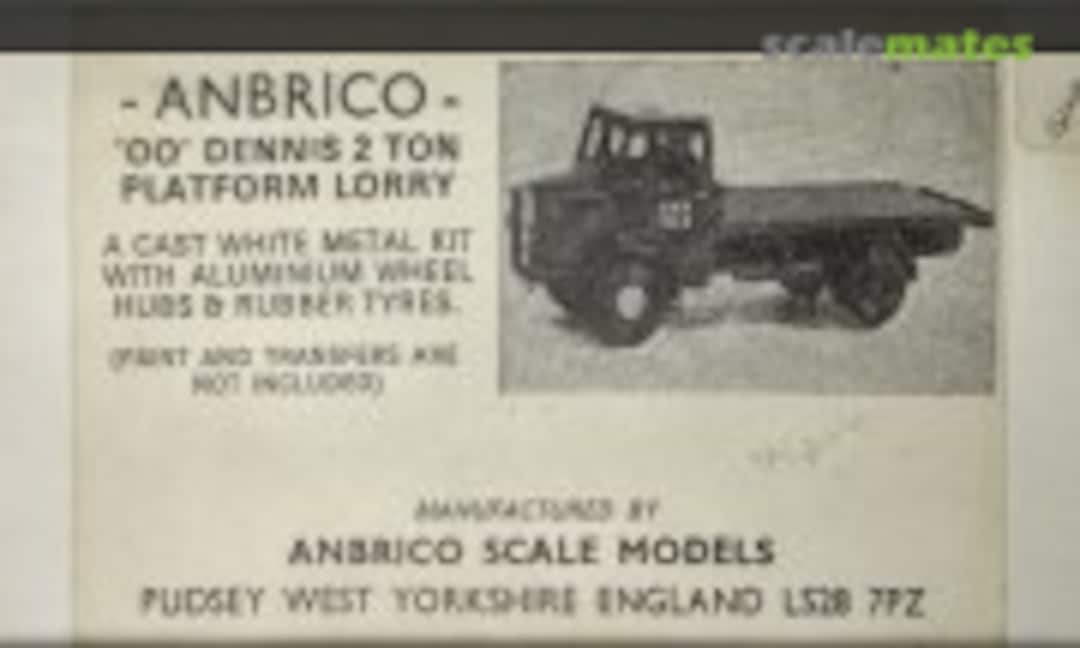 scalemates
- ANBRICO -
"OO" DENNIS 2 TON
PLATFORM LORRY
A CAST WHITE METAL KIT
WITH ALUMINIUM WHEEL
HUBS & RUBBER TYRES.
(PAINT AND TRANSFERS ARE
NOT INCLUDED)
MANUFACTURED BY
ANBRICO SCALE MODELS
PUDSEY WEST YORKSHIRE ENGLAND LS28 7PZ